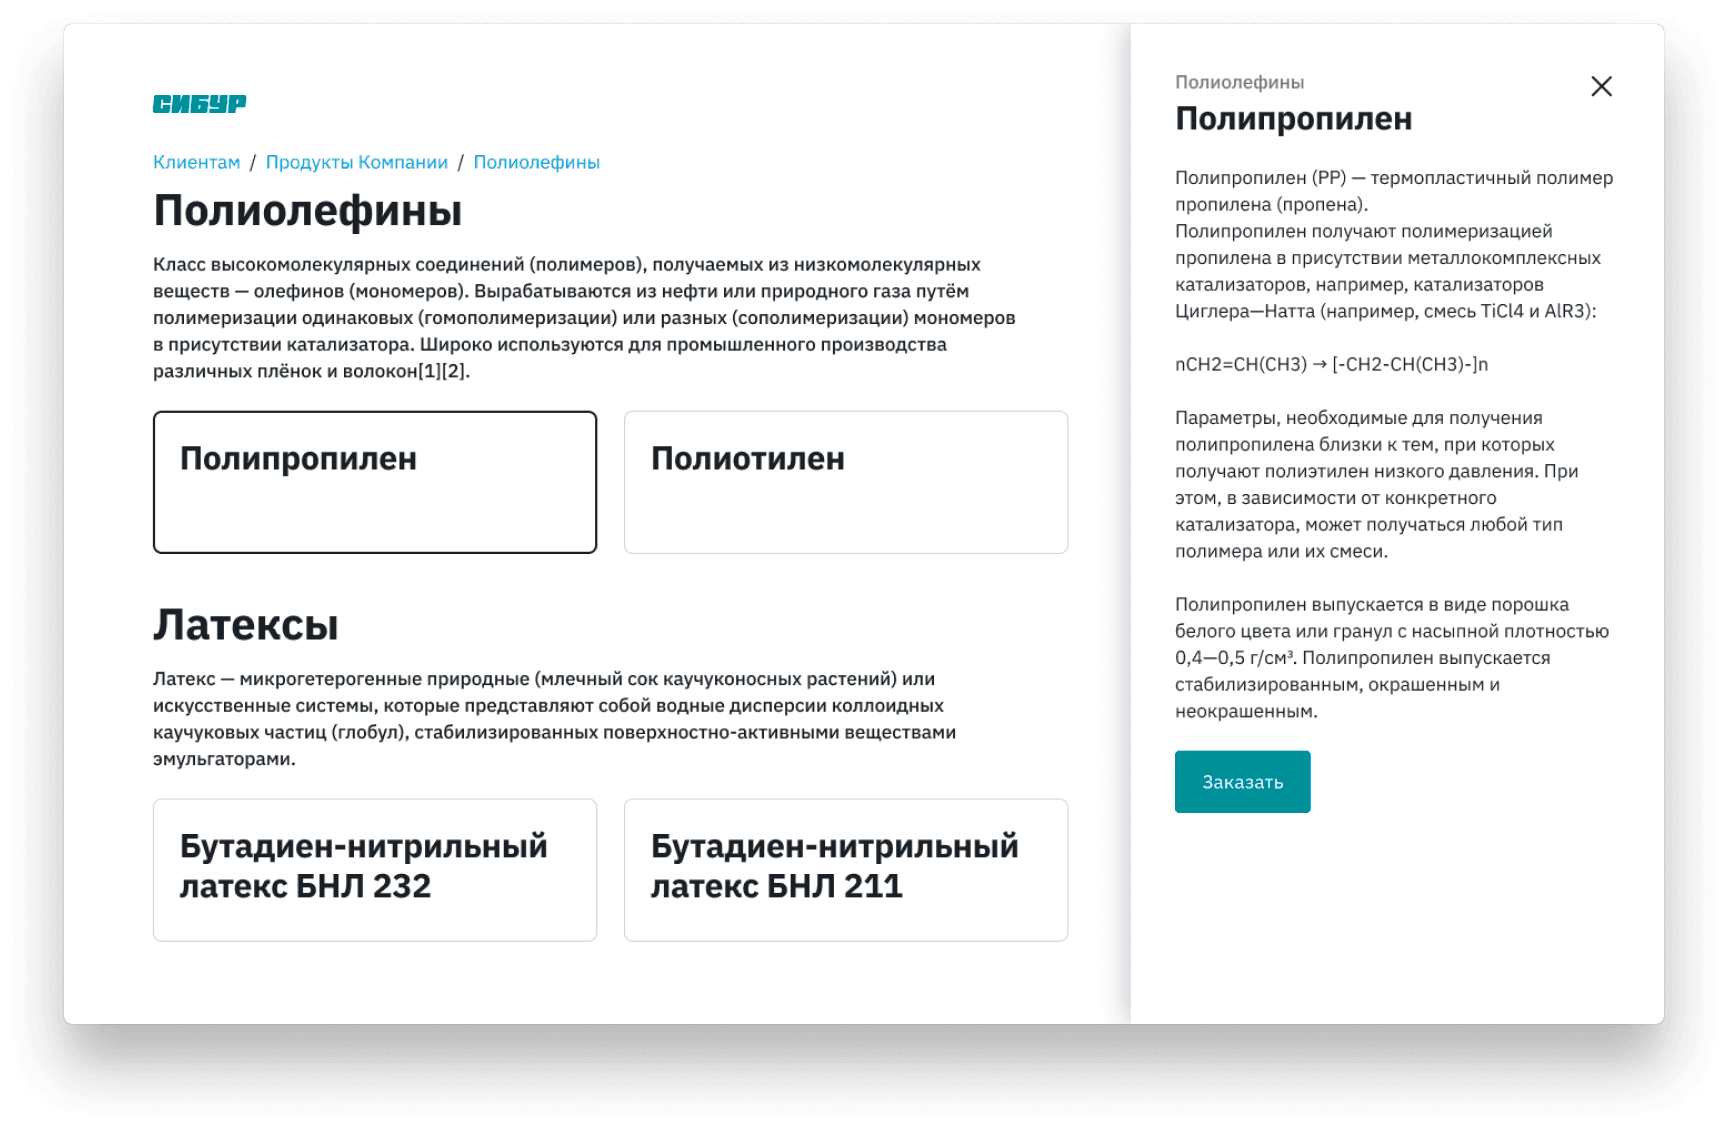 СИБУР
Клиентам / Продукты Компании / Полиолефины
Полиолефины
Класс высокомолекулярных соединений (полимеров), получаемых из низкомолекулярных
веществ — олефинов (мономеров). Вырабатываются из нефти или природного газа путём
полимеризации одинаковых (гомополимеризации) или разных (сополимеризации) мономеров
в присутствии катализатора. Широко используются для промышленного производства
различных плёнок и волокон[1][2].
Полипропилен
Полиотилен
Латексы
Латекс — микрогетерогенные природные (млечный сок каучуконосных растений) или
искусственные системы, которые представляют собой водные дисперсии коллоидных
каучуковых частиц (глобул), стабилизированных поверхностно-активными веществами
эмульгаторами.
Бутадиен-нитрильный
латекс БНЛ 232
Бутадиен-нитрильный
латекс БНЛ 211
Полиолефины
Полипропилен
Полипропилен (PP) — термопластичный полимер
пропилена (пропена).
Полипропилен получают полимеризацией
пропилена в присутствии металлокомплексных
катализаторов, например, катализаторов
Циглера—Натта (например, смесь TiCl4 и AlR3):
nCH2=CH(CH3) → [-CH2-CH(CH3)-]n
Параметры, необходимые для получения
полипропилена близки к тем, при которых
получают полиэтилен низкого давления. При
этом, в зависимости от конкретного
катализатора, может получаться любой тип
полимера или их смеси.
Полипропилен выпускается в виде порошка
белого цвета или гранул с насыпной плотностью
0,4—0,5 г/см³. Полипропилен выпускается
стабилизированным, окрашенным и
неокрашенным.
Заказать